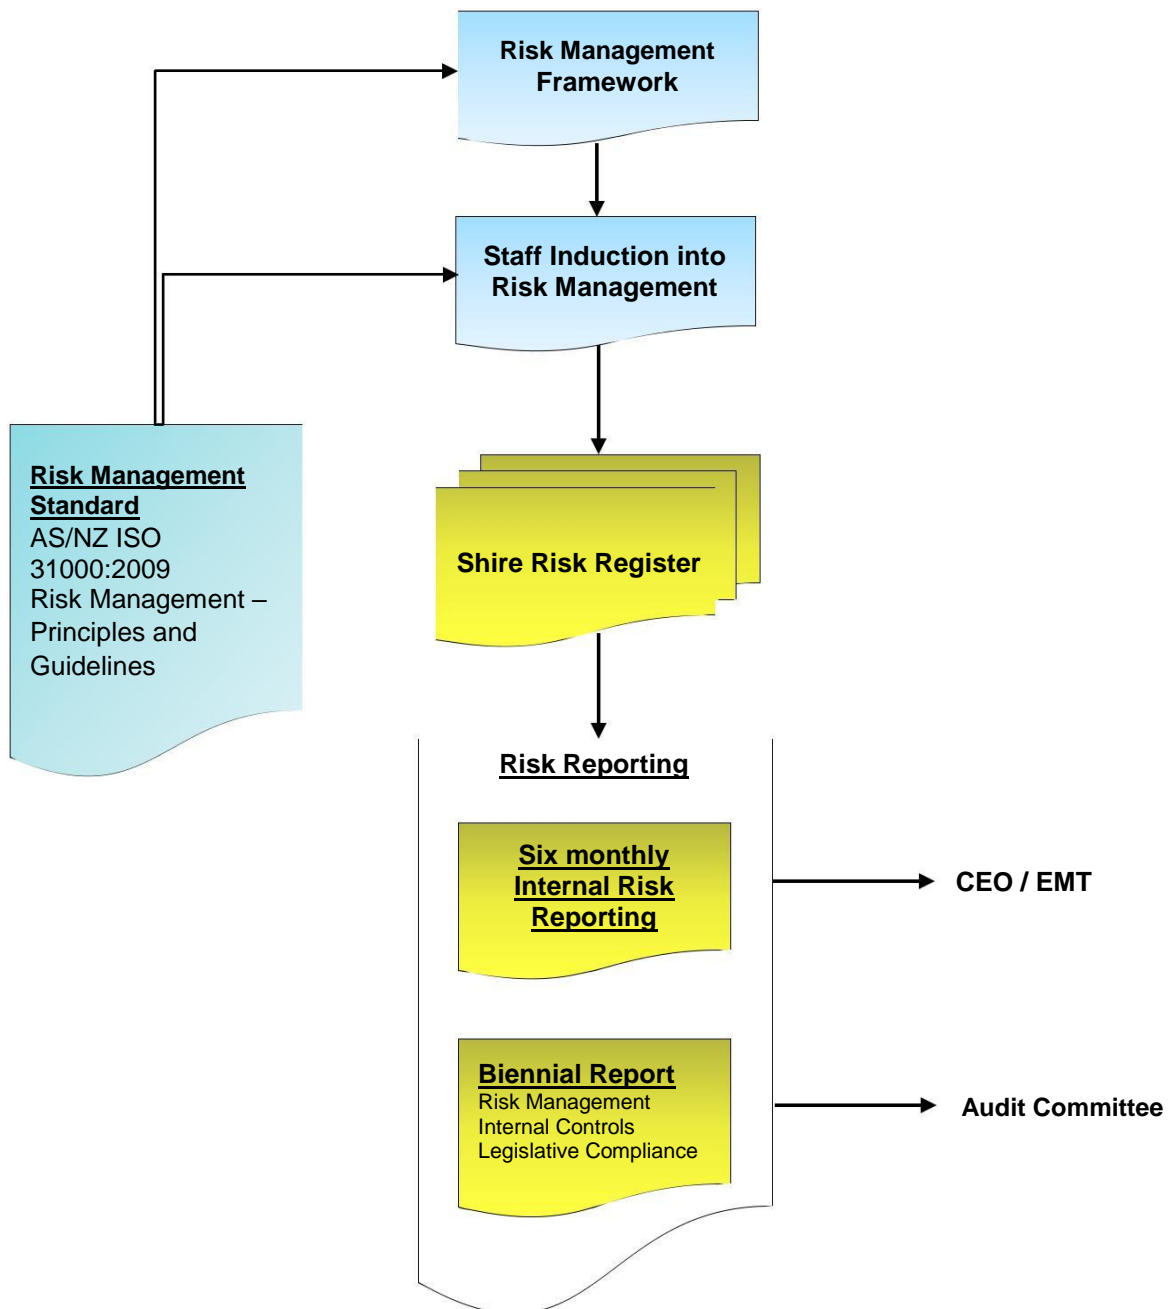 Risk Management
Framework
Staff Induction into
Risk Management
Risk Management
Standard
AS/NZ ISO
31000:2009
Risk Management –
Principles and
Guidelines
Shire Risk Register
Risk Reporting
Six monthly
Internal Risk
Reporting
CEO / EMT
Biennial Report
Risk Management
Internal Controls
Legislative Compliance
Audit Committee